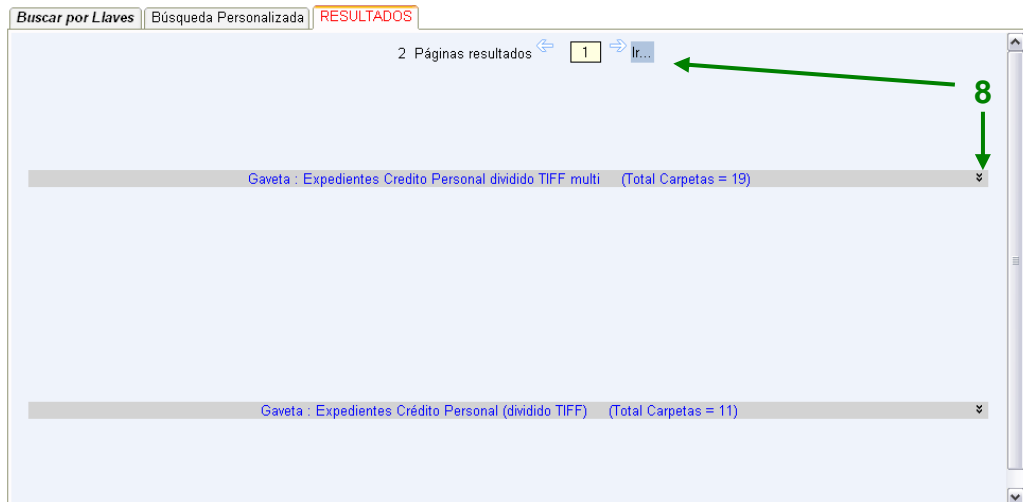 Buscar por Llaves Búsqueda Personalizada RESULTADOS
2 Páginas resultados 1 Ir...
8
Gaveta : Expedientes Credito Personal dividido TIFF multi (Total Carpetas = 19)
Gaveta : Expedientes Crédito Personal (dividido TIFF) (Total Carpetas = 11)